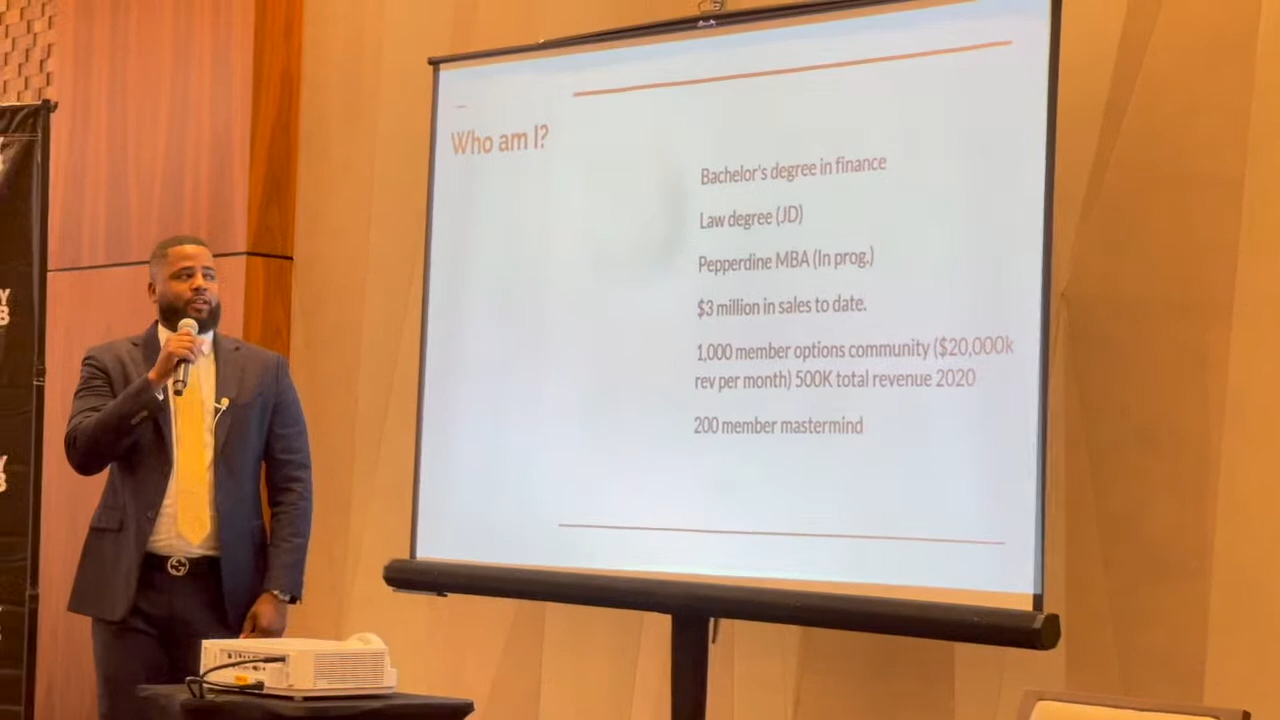 Who am I?
Bachelor's degree in finance
Law degree (JD)
Pepperdine MBA (In prog.)
$3 million in sales to date.
1,000 member options community ($20,000k
rev per month) 500K total revenue 2020
200 member mastermind
Y
B
Y
B